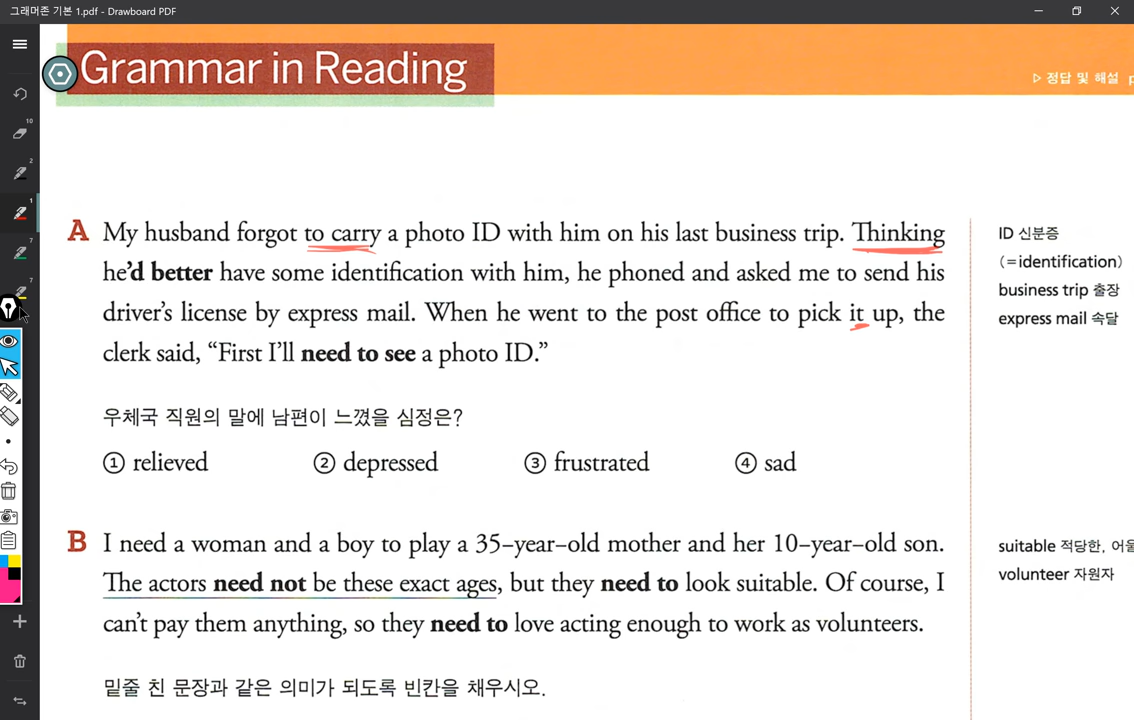 그래머존 기본 1.pdf - Drawboard PDF
Grammar in Reading
▷ 정답 및 해설
10
2
1
7
7
A My husband forgot to carry a photo ID with him on his last business trip. Thinking
he'd better have some identification with him, he phoned and asked me to send his
driver's license by express mail. When he went to the post office to pick it up, the
clerk said, “First I'll need to see a photo ID.”
ID 신분증
(=identification)
business trip 출장
express mail 속달
우체국 직원의 말에 남편이 느꼈을 심정은?
① relieved ② depressed ③ frustrated ④ sad
B I need a woman and a boy to play a 35–year–old mother and her 10–year–old son.
The actors need not be these exact ages, but they need to look suitable. Of course, I
can't pay them anything, so they need to love acting enough to work as volunteers.
suitable 적당한,
volunteer 자원자
밑줄 친 문장과 같은 의미가 되도록 빈칸을 채우시오.